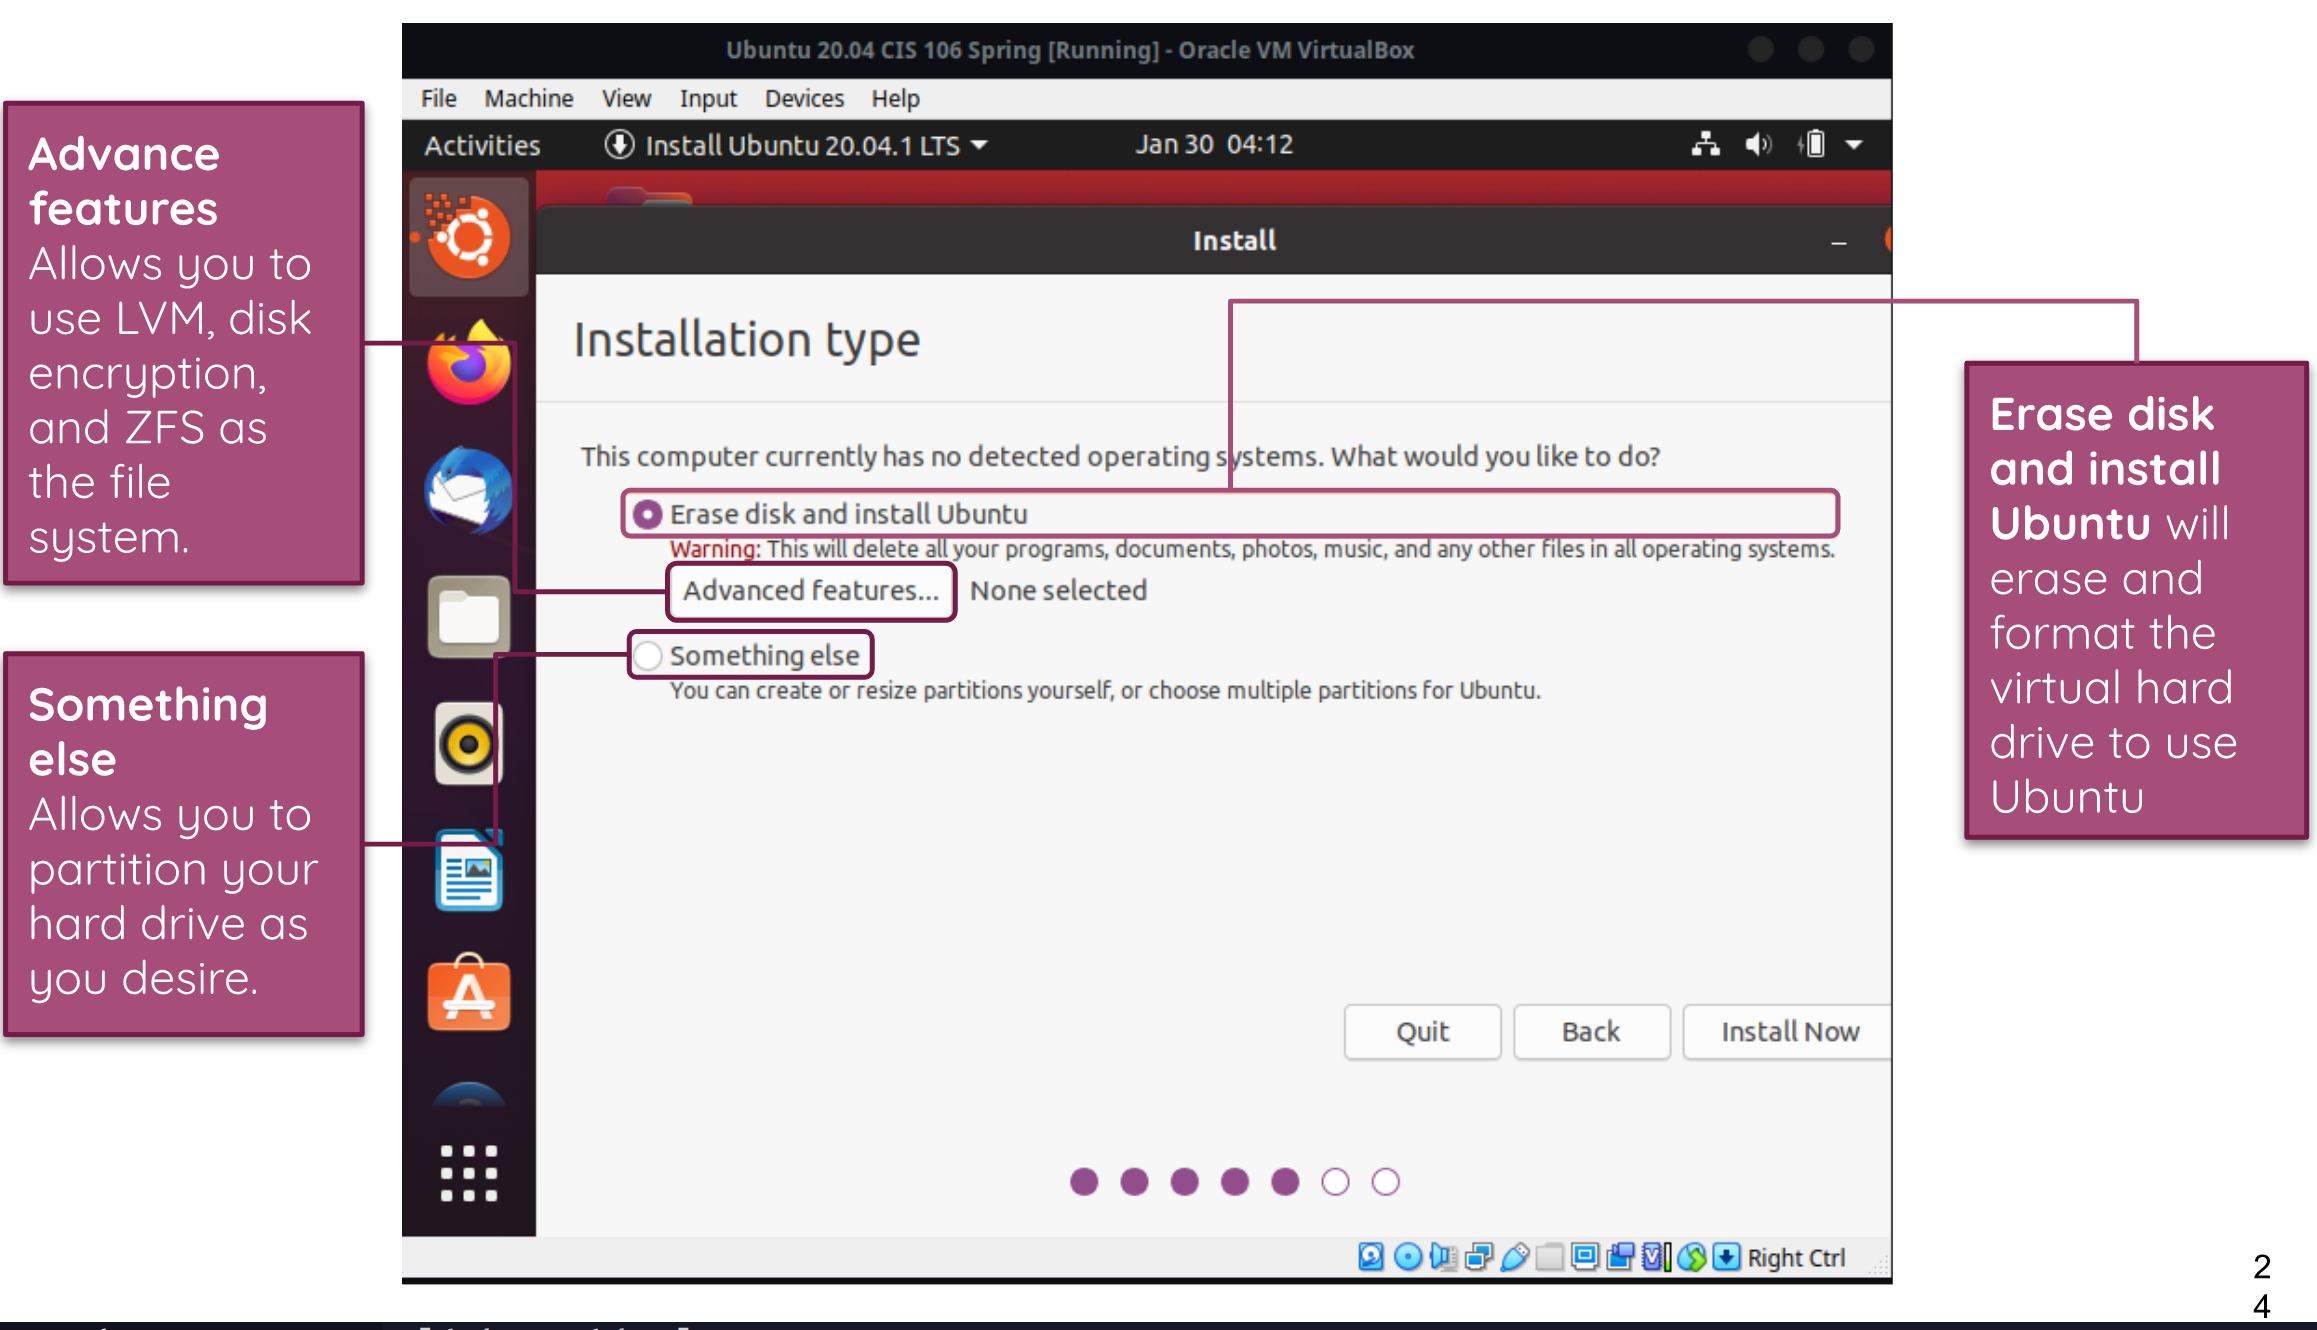 Ubuntu 20.04 CIS 106 Spring [Running] - Oracle VM VirtualBox
File Machine View Input Devices Help
Activities Install Ubuntu 20.04.1 LTS Jan 30 04:12
Install
Installation type
This computer currently has no detected operating systems. What would you like to do?
Erase disk and install Ubuntu
Warning: This will delete all your programs, documents, photos, music, and any other files in all operating systems.
Advanced features... None selected
Something else
You can create or resize partitions yourself, or choose multiple partitions for Ubuntu.
Quit Back Install Now
Right Ctrl
Advance
features
Allows you to
use LVM, disk
encryption,
and ZFS as
the file
system.
Something
else
Allows you to
partition your
hard drive as
you desire.
Erase disk
and install
Ubuntu will
erase and
format the
virtual hard
drive to use
Ubuntu
2
4